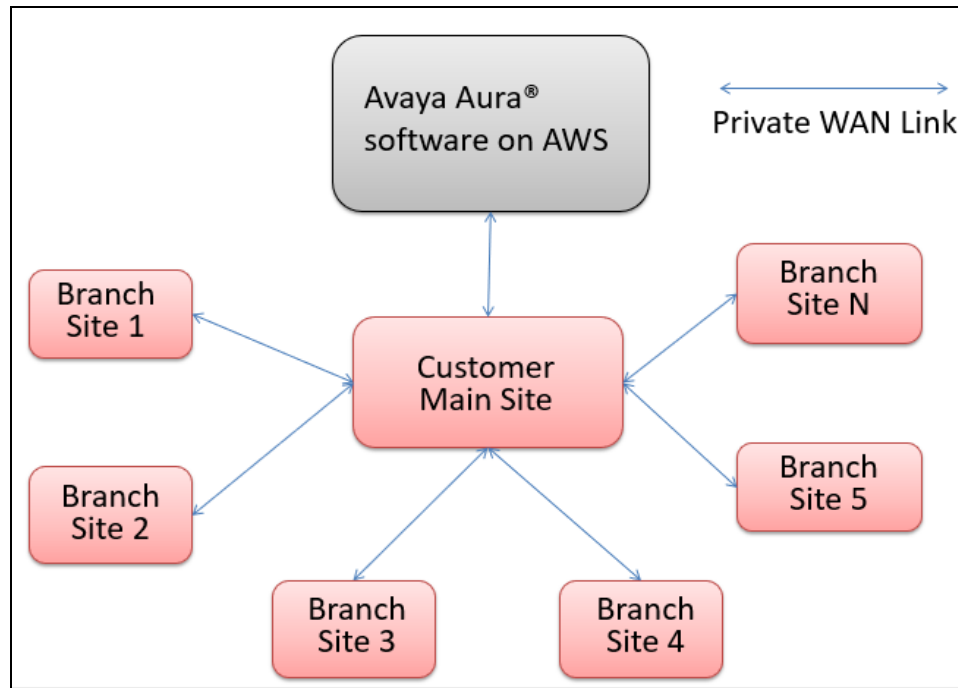 Avaya Aura®
software on AWS
Private WAN Link
Branch
Site 1
Branch
Site N
Customer
Main Site
Branch
Site 2
Branch
Site 5
Branch
Site 3
Branch
Site 4